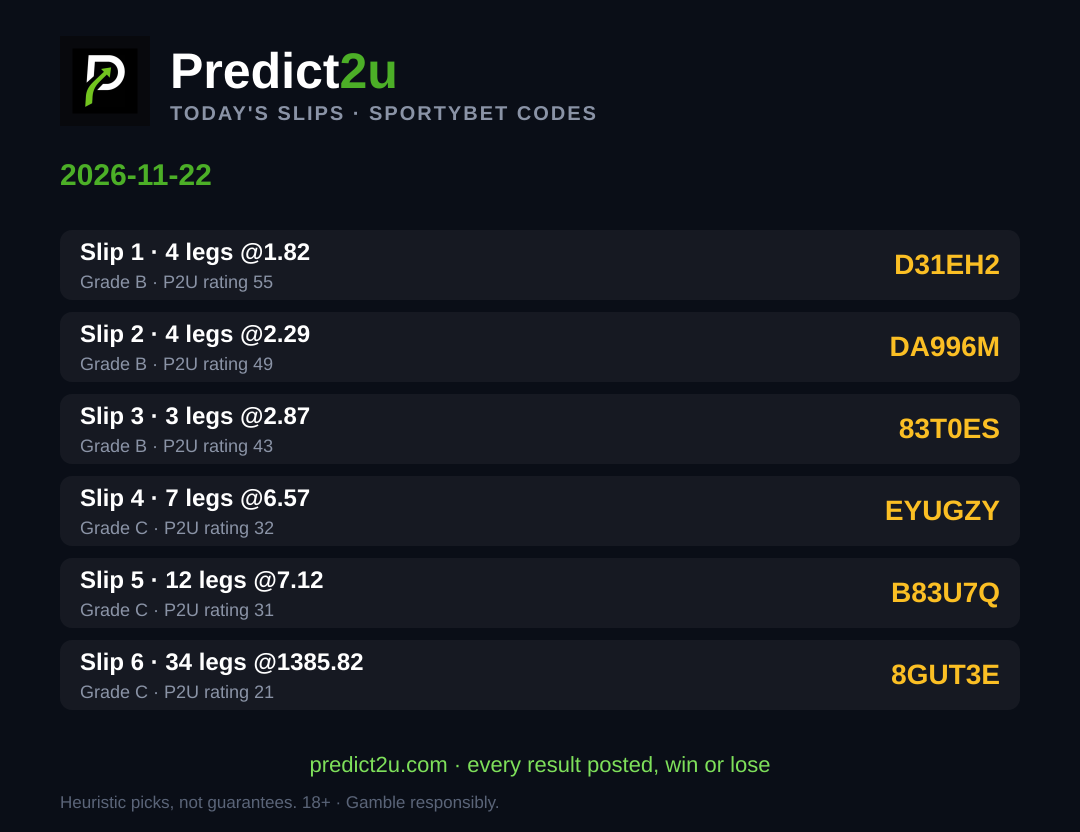 Predict2u
TODAY'S SLIPS · SPORTYBET CODES
2026-11-22
Slip 1 · 4 legs @1.82
Grade B · P2U rating 55
D31EH2
Slip 2 · 4 legs @2.29
Grade B · P2U rating 49
DA996M
Slip 3 · 3 legs @2.87
Grade B · P2U rating 43
83T0ES
Slip 4 · 7 legs @6.57
Grade C · P2U rating 32
EYUGZY
Slip 5 · 12 legs @7.12
Grade C · P2U rating 31
B83U7Q
Slip 6 · 34 legs @1385.82
Grade C · P2U rating 21
8GUT3E
predict2u.com · every result posted, win or lose
Heuristic picks, not guarantees. 18+ · Gamble responsibly.